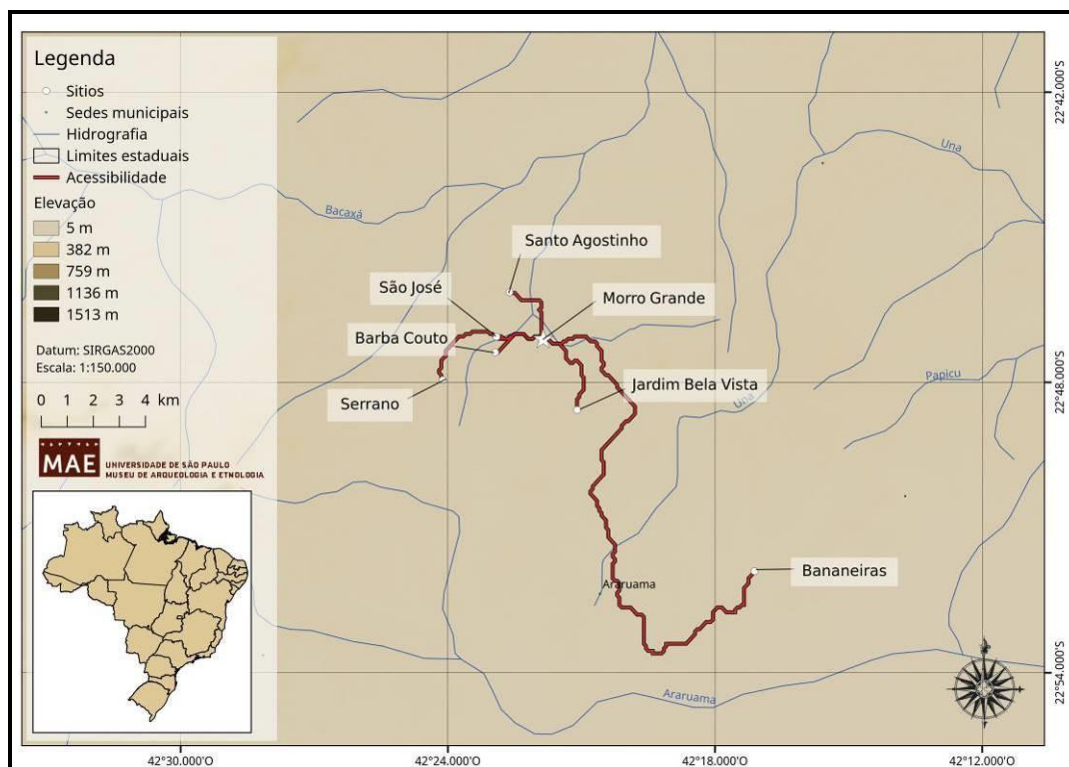 Legenda
Sitios
Sedes municipais
Hidrografia
Limites estaduais
Acessibilidade
Elevação
5 m
382 m
759 m
1136 m
1513 m
Datum: SIRGAS2000
Escala: 1:150.000
0 1 2 3 4 km
MAE UNIVERSIDADE DE SÃO PAULO
MUSEU DE ARQUEOLOGIA E ETNOLOGIA
Bacaxá
Una
Santo Agostinho
São José
Morro Grande
Barba Couto
Serrano
Jardim Bela Vista
Una
Papicu
Araruama
Bananeiras
Araruama
22°42.000'S
22°48.000'S
22°54.000'S
42°30.000'O
42°24.000'O
42°18.000'O
42°12.000'O